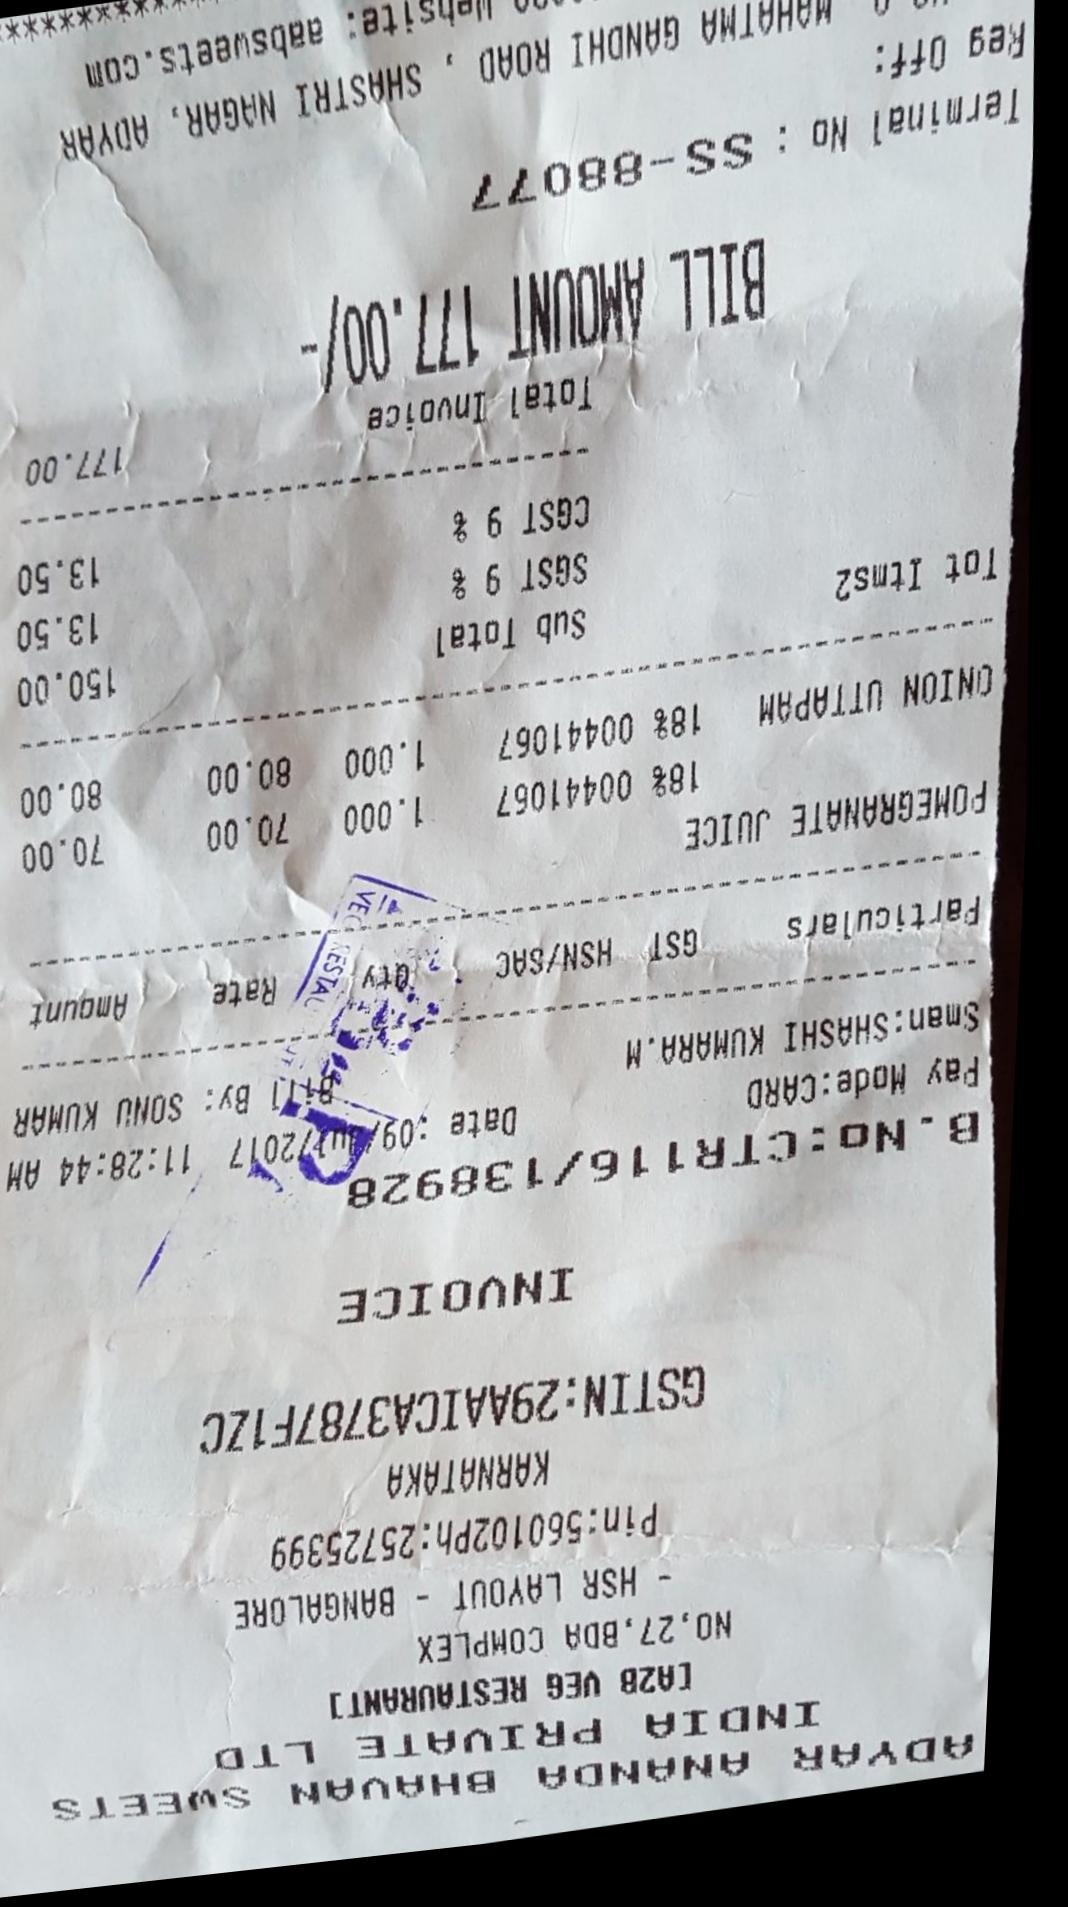 ADYAR ANANDA BHAVAN SWEETS
INDIA PRIVATE LTD
[A2B VEG RESTAURANT]
NO,27,BDA COMPLEX
- HSR LAYOUT - BANGALORE
Pin:560102Ph:25725399
KARNATAKA
GSTIN:29AAICA3787F1ZC
INVOICE
B.No:CTR116/138928
Pay Mode:CARD Date :09/Jul/2017 11:28:44 AM
Sman:SHASHI KUMARA.M Bill By: SONU KUMAR
Particulars GST HSN/SAC Qty Rate Amount
POMEGRANATE JUICE
18% 00441067 1.000 70.00 70.00
ONION UTTAPAM 18% 00441067 1.000 80.00 80.00
Tot Itms2 Sub Total 150.00
SGST 9 % 13.50
CGST 9 % 13.50
Total Invoice 177.00
BILL AMOUNT 177.00/-
Terminal No : SS-88077
Reg Off:
MAHATMA GANDHI ROAD , SHASTRI NAGAR, ADYAR
Website: aabsweets.com